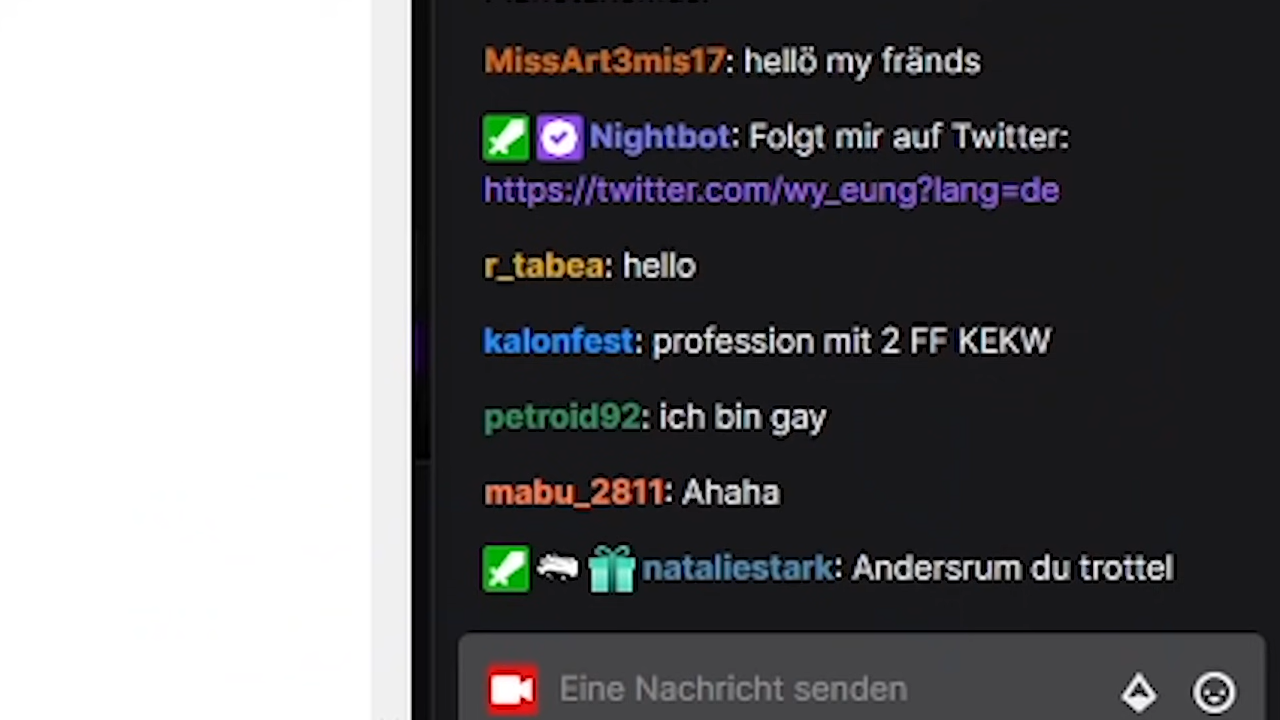 MissArt3mis17: hellö my fränds
Nightbot: Folgt mir auf Twitter:
https://twitter.com/wy_eung?lang=de
r_tabea: hello
kalonfest: profession mit 2 FF KEKW
petroid92: ich bin gay
mabu_2811: Ahaha
nataliestark: Andersrum du trottel
Eine Nachricht senden